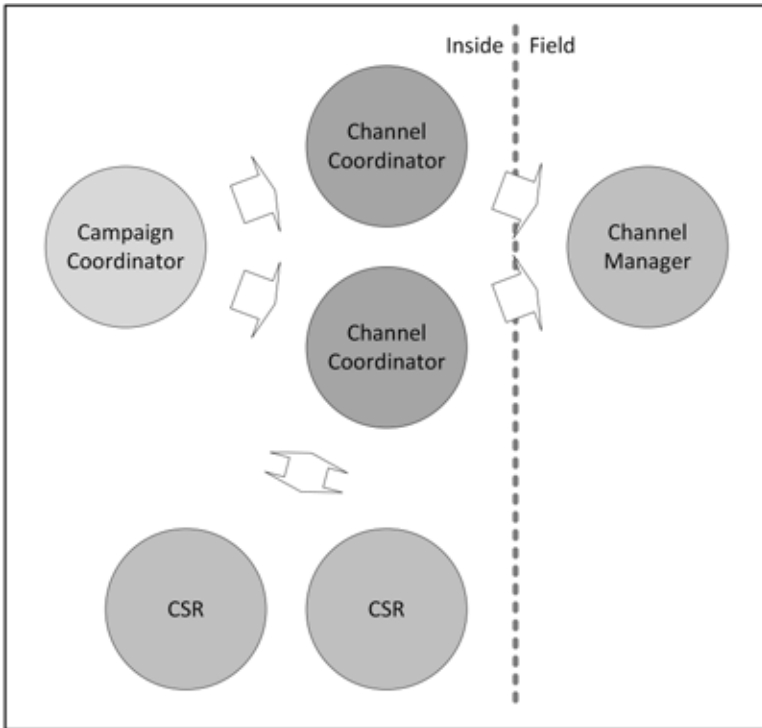 Inside Field
Channel
Coordinator
Campaign
Coordinator
Channel
Manager
Channel
Coordinator
CSR
CSR